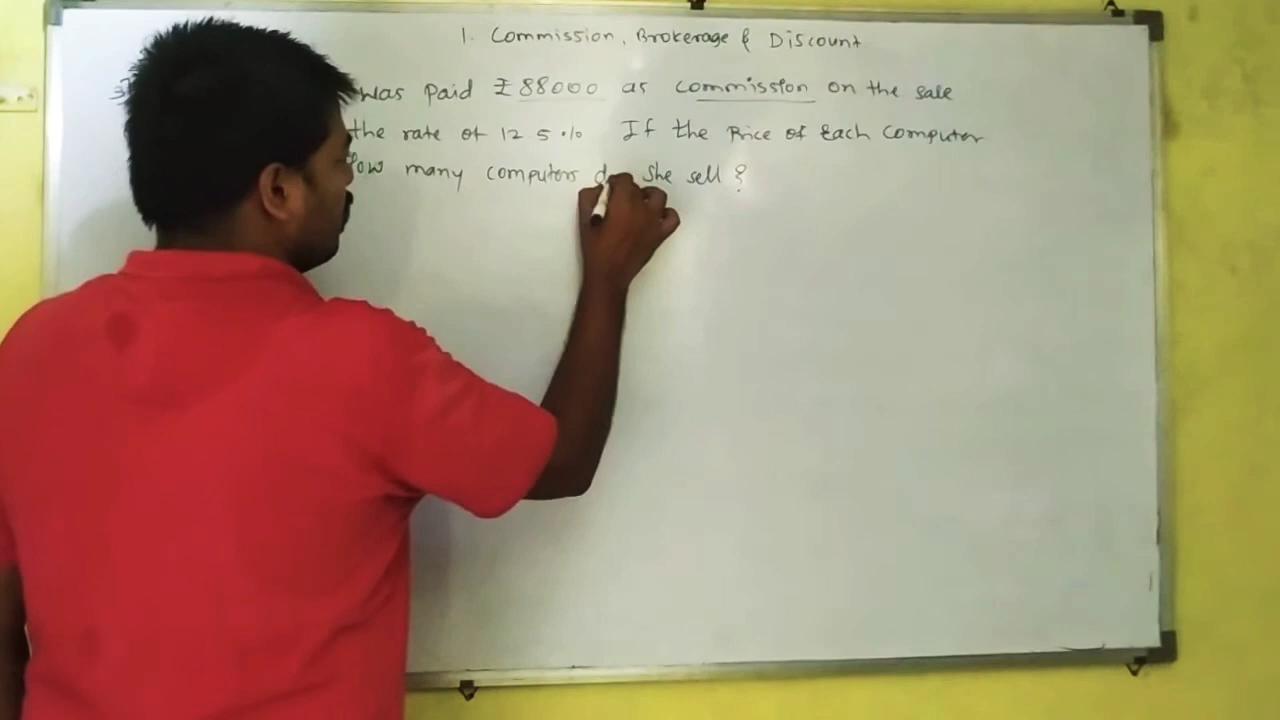 1. Commission, Brokerage & Discount
was paid ₹ 88000 as commission on the sale
the rate of 12 5 % If the Price of Each computer
How many computers she sell ?